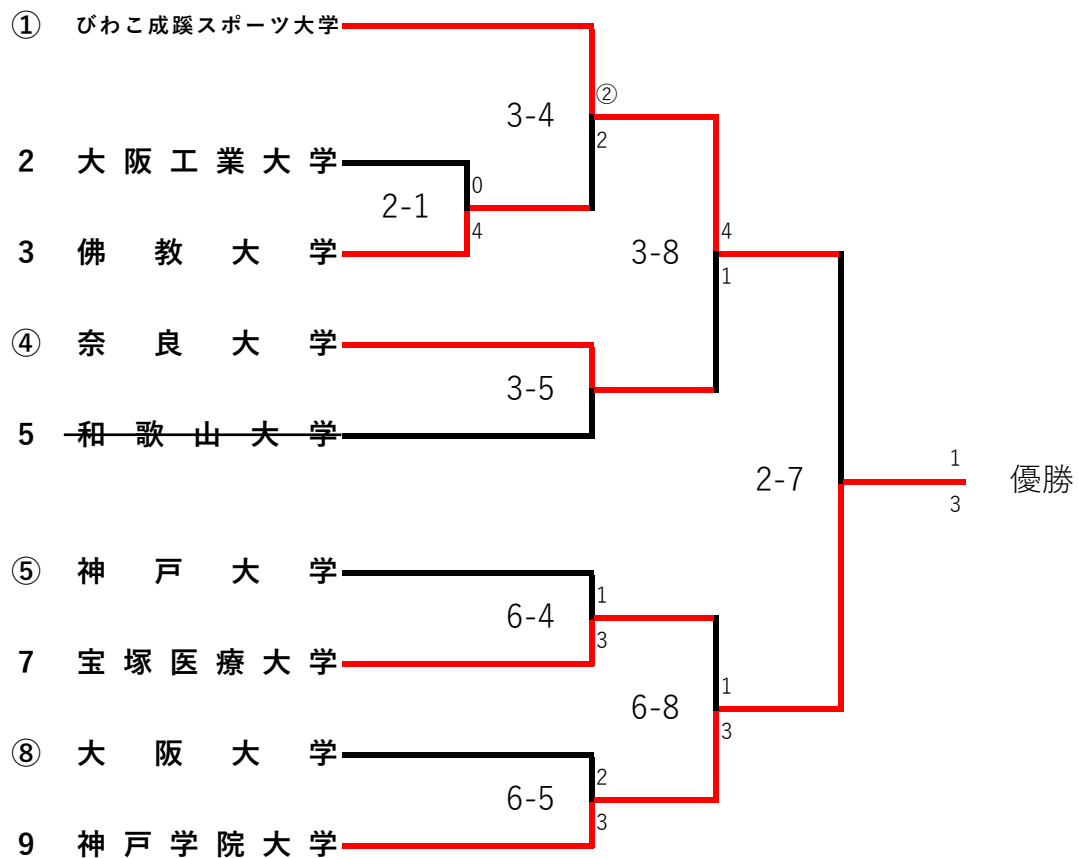 ① びわこ成蹊スポーツ大学
②
3-4
2
2 大阪工業大学
0
2-1
4
3 佛教大学
4
3-8
1
④ 奈良大学
3-5
5 和歌山大学
1
2-7 優勝
3
⑤ 神戸大学
1
6-4
3
7 宝塚医療大学
1
6-8
3
⑧ 大阪大学
2
6-5
3
9 神戸学院大学